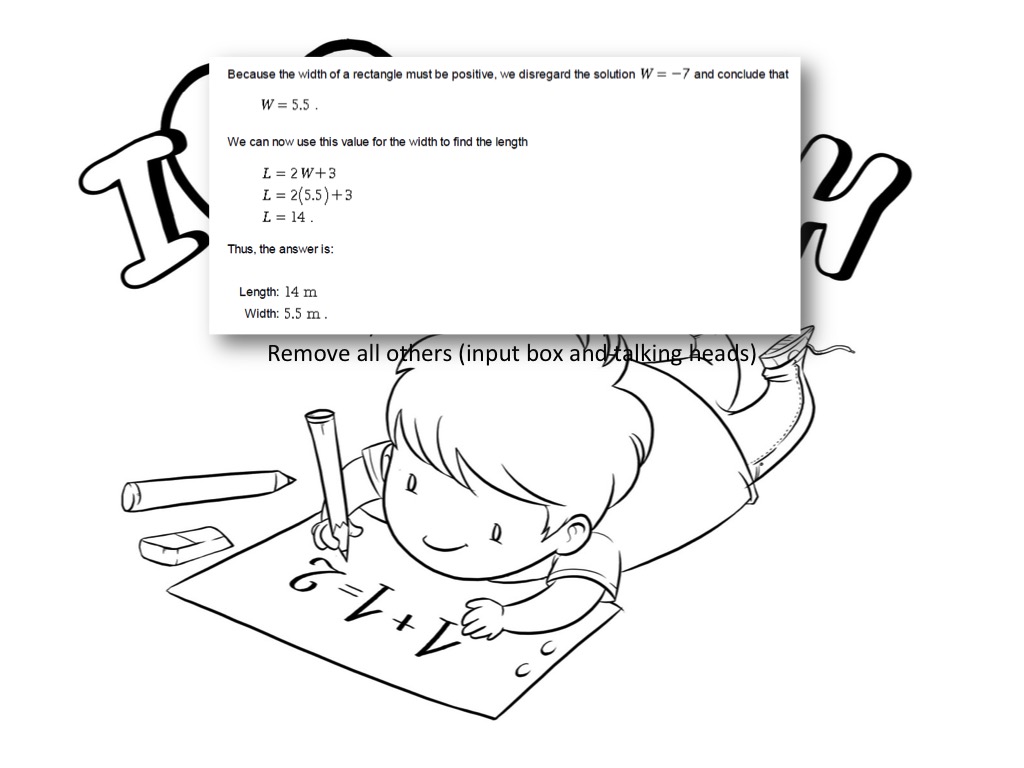 Because the width of a rectangle must be positive, we disregard the solution W = −7 and conclude that
W = 5.5 .
We can now use this value for the width to find the length
L = 2 W+3
L = 2(5.5)+3
L = 14 .
Thus, the answer is:
Length: 14 m
Width: 5.5 m .
I H
Remove all others (input box and talking heads)
1+1=2